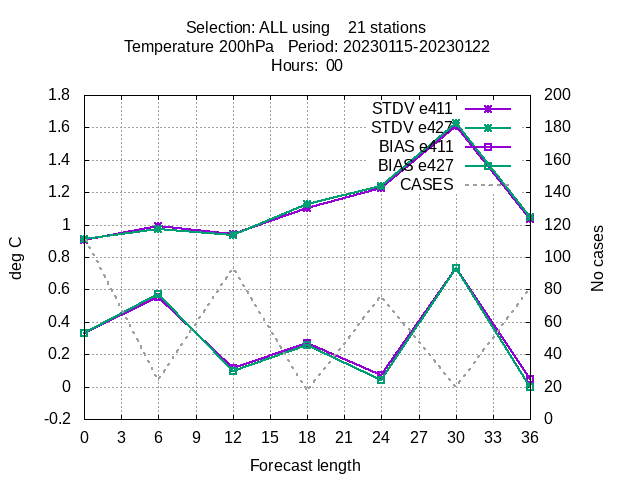 Selection: ALL using 21 stations
Temperature 200hPa Period: 20230115-20230122
Hours: 00
STDV e411
STDV e427
BIAS e411
BIAS e427
CASES
deg C
1.8
1.6
1.4
1.2
1
0.8
0.6
0.4
0.2
0
-0.2
200
180
160
140
120
100
80
60
40
20
0
No cases
0 3 6 9 12 15 18 21 24 27 30 33 36
Forecast length